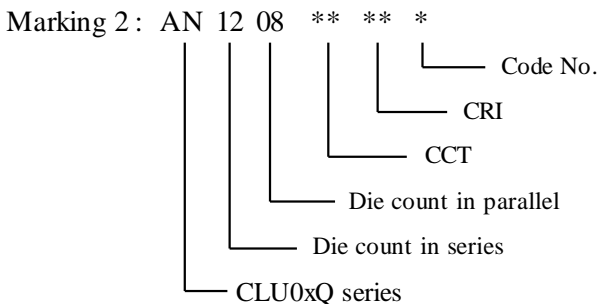 Marking 2 : AN 12 08 ** ** *
Code No.
CRI
CCT
Die count in parallel
Die count in series
CLU0xQ series